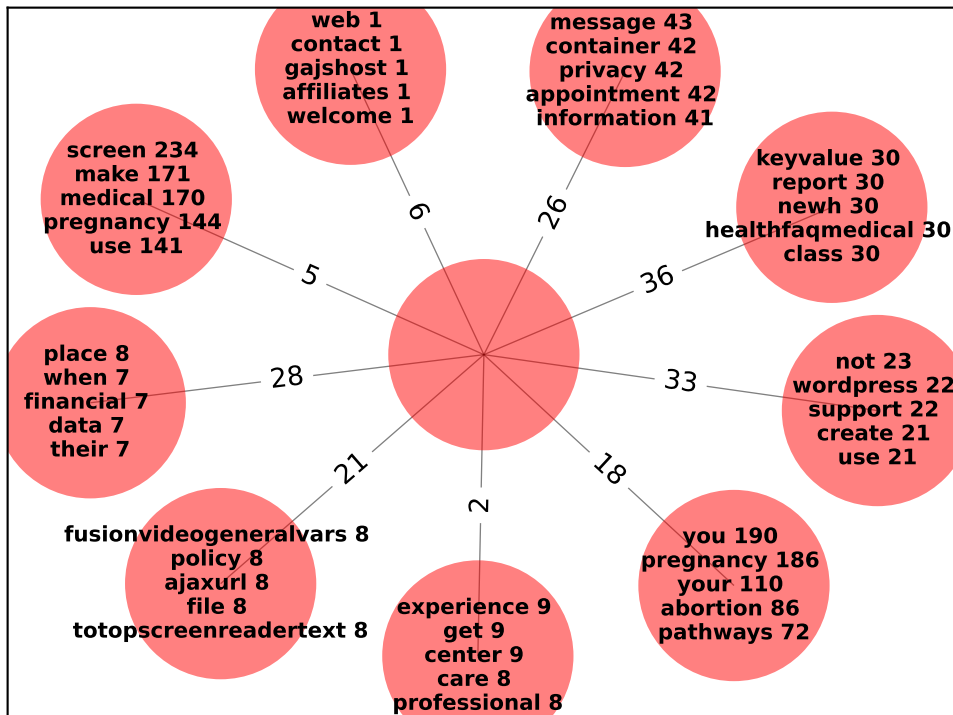 web 1
contact 1
gajshost 1
affiliates 1
welcome 1
message 43
container 42
privacy 42
appointment 42
information 41
screen 234
make 171
medical 170
pregnancy 144
use 141
keyvalue 30
report 30
newh 30
healthfaqmedical 30
class 30
6
26
5
36
place 8
when 7
financial 7
data 7
their 7
28
33
not 23
wordpress 22
support 22
create 21
use 21
21
2
18
fusionvideogeneralvars 8
policy 8
ajaxurl 8
file 8
totopscreenreadertext 8
experience 9
get 9
center 9
care 8
professional 8
you 190
pregnancy 186
your 110
abortion 86
pathways 72